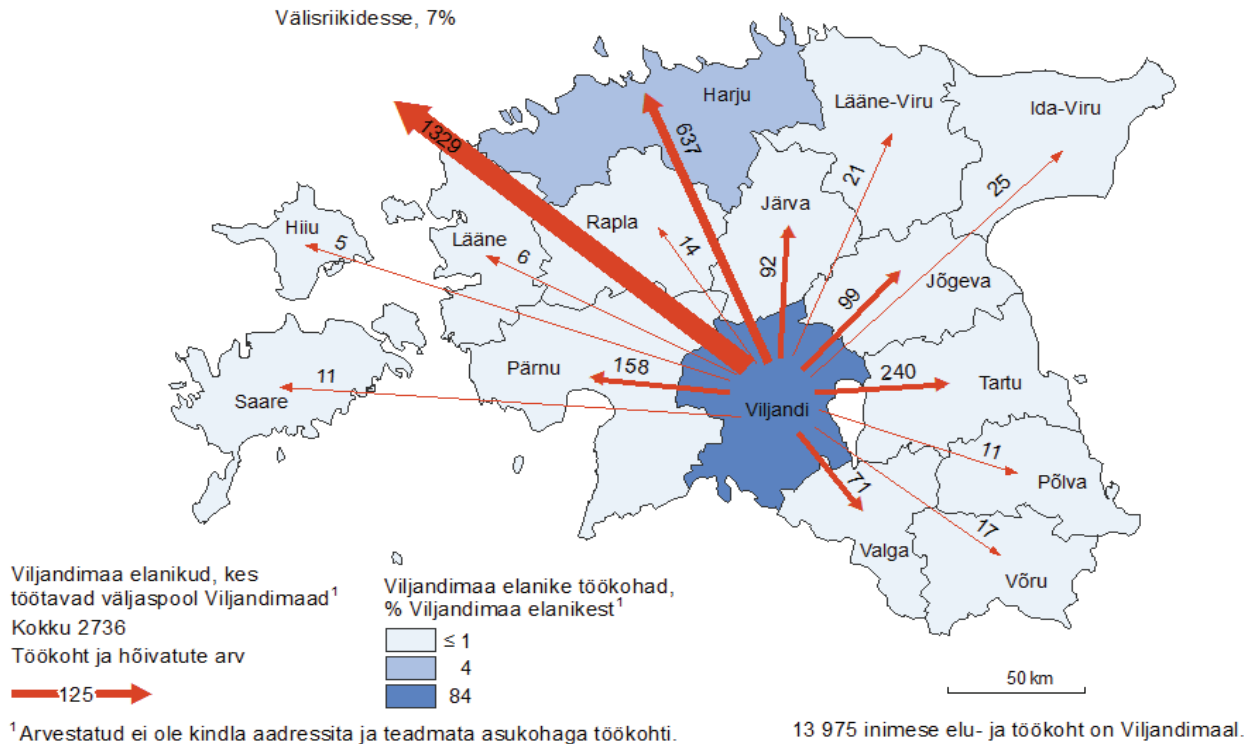 Välisriikidesse, 7%
1329
637
Harju
Lääne-Viru
Ida-Viru
21
25
Rapla
14
Järva
92
Hiiu
5
Lääne
6
Jõgeva
99
Pärnu
158
240
Tartu
Saare
11
Viljandi
11
Põlva
71
17
Valga
Võru
Viljandimaa elanikud, kes
töötavad väljaspool Viljandimaad¹
Kokku 2736
Töökoht ja hõivatute arv
125
Viljandimaa elanike töökohad,
% Viljandimaa elanikest¹
≤ 1
4
84
50 km
¹ Arvestatud ei ole kindla aadressita ja teadmata asukohaga töökohti.
13 975 inimese elu- ja töökoht on Viljandimaal.